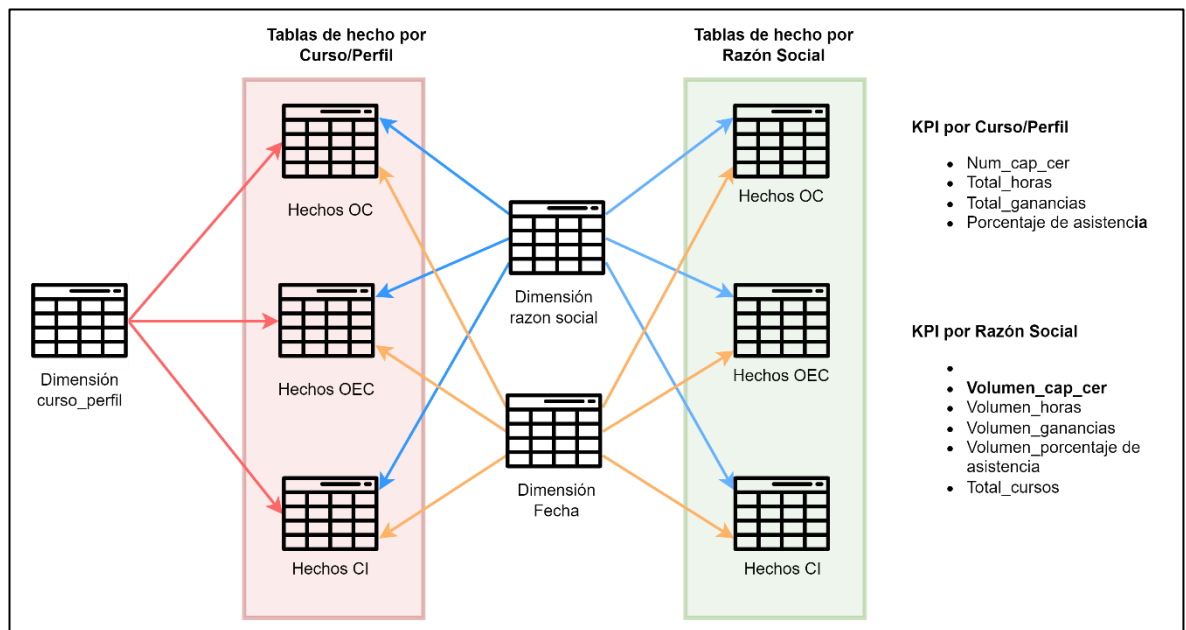 Tablas de hecho por
Curso/Perfil
Tablas de hecho por
Razón Social
Hechos OC
Hechos OEC
Hechos CI
Dimensión
curso_perfil
Dimensión
razon social
Dimensión
Fecha
Hechos OC
Hechos OEC
Hechos CI
KPI por Curso/Perfil
• Num_cap_cer
• Total_horas
• Total_ganancias
• Porcentaje de asistencia
KPI por Razón Social
•
• Volumen_cap_cer
• Volumen_horas
• Volumen_ganancias
• Volumen_porcentaje de
asistencia
• Total_cursos